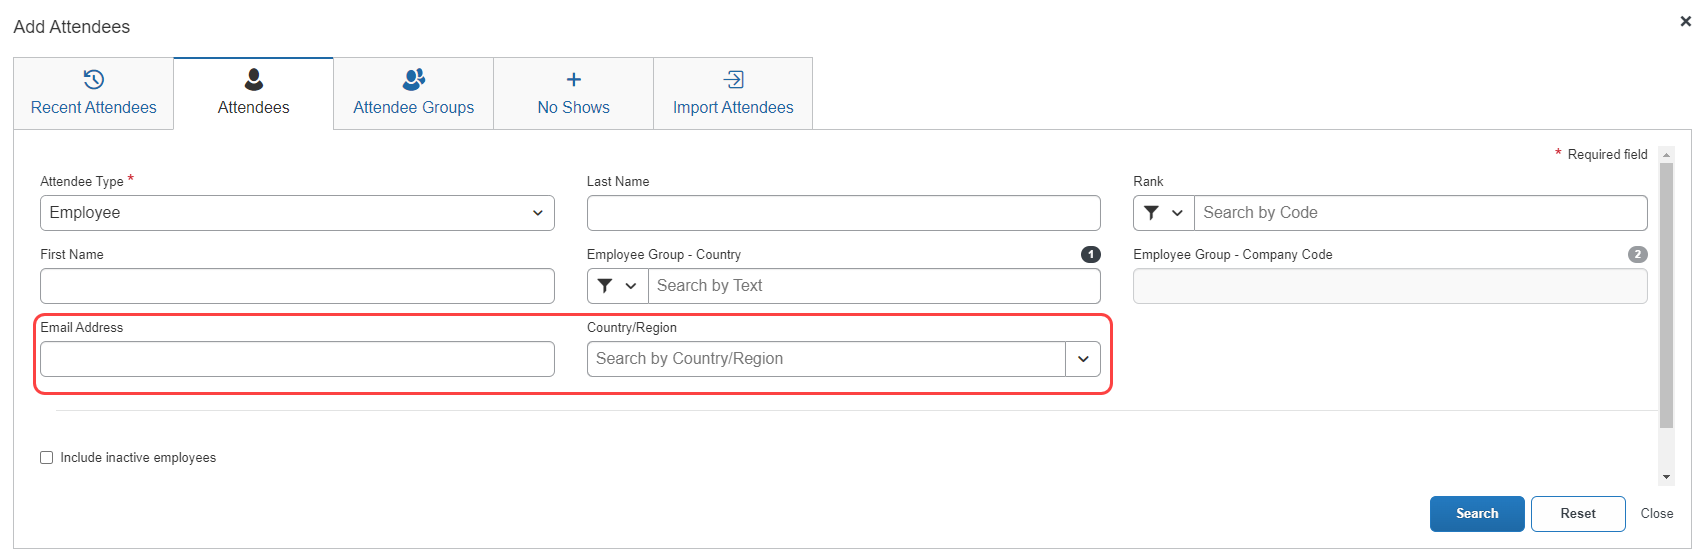 Add Attendees
Recent Attendees
Attendees
Attendee Groups
No Shows
Import Attendees
* Required field
Attendee Type *
Last Name
Rank
Employee
Search by Code
First Name
Employee Group - Country 1
Employee Group - Company Code 2
Search by Text
Email Address
Country/Region
Search by Country/Region
Include inactive employees
Search
Reset
Close